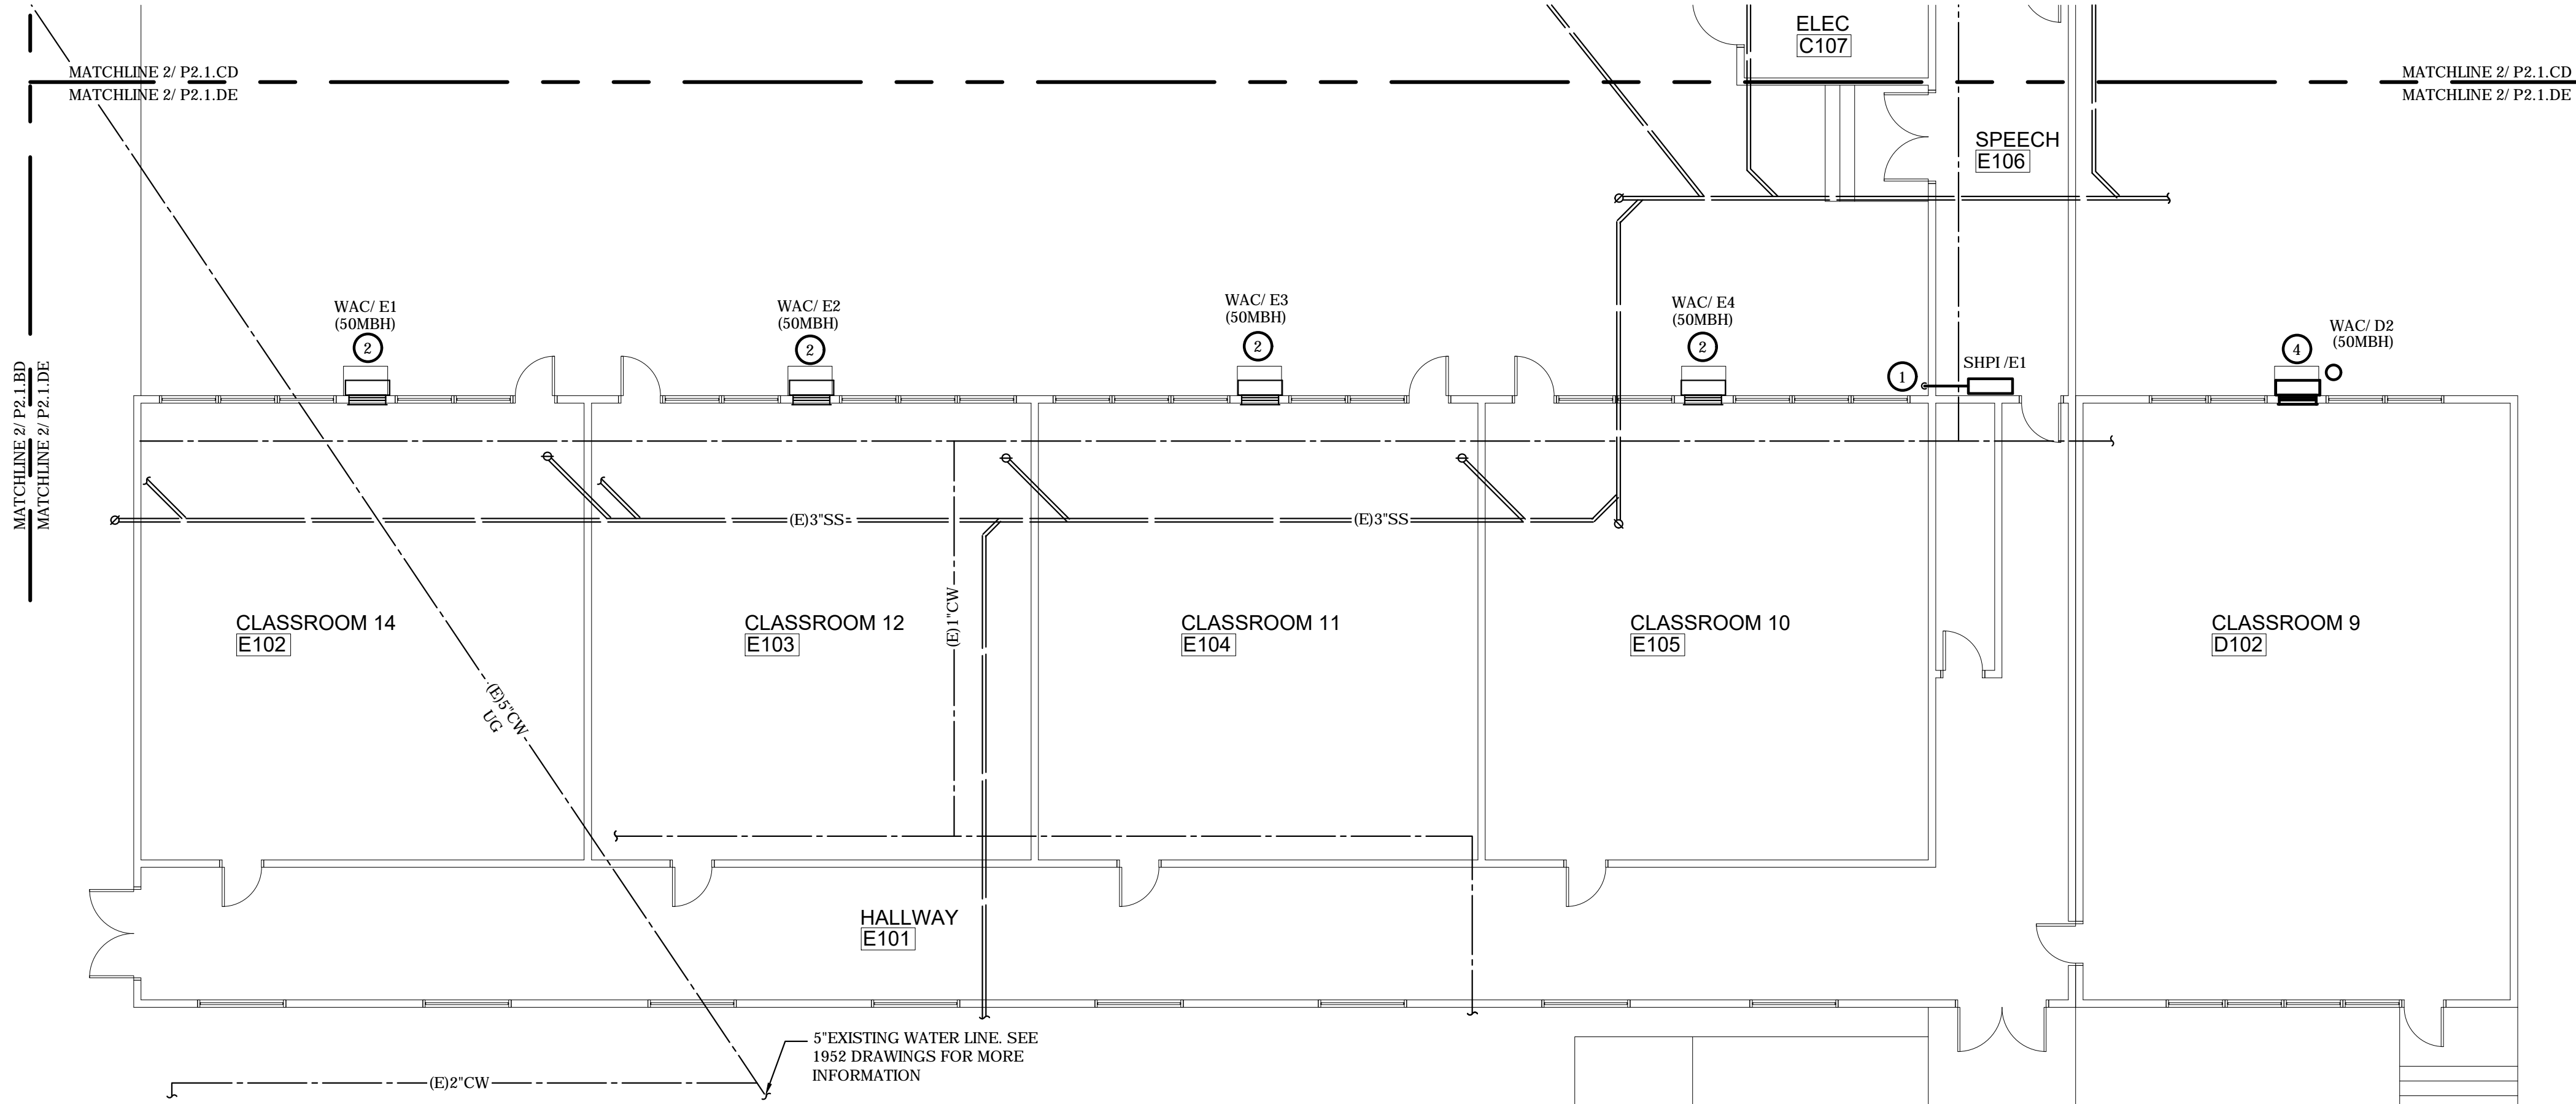 ELEC
C107
MATCHLINE 2/ P2.1.CD
MATCHLINE 2/ P2.1.DE
MATCHLINE 2/ P2.1.CD
MATCHLINE 2/ P2.1.DE
SPEECH
E106
WAC/ E1
(50MBH)
2
WAC/ E2
(50MBH)
2
WAC/ E3
(50MBH)
2
WAC/ E4
(50MBH)
2
1
SHPI /E1
4
WAC/ D2
(50MBH)
MATCHLINE 2/ P2.1.BD
MATCHLINE 2/ P2.1.DE
(E)3"SS
(E)3"SS
(E)1"CW
CLASSROOM 14
E102
CLASSROOM 12
E103
CLASSROOM 11
E104
CLASSROOM 10
E105
CLASSROOM 9
D102
(E)5"CW
UG
HALLWAY
E101
5"EXISTING WATER LINE. SEE
1952 DRAWINGS FOR MORE
INFORMATION
(E)2"CW